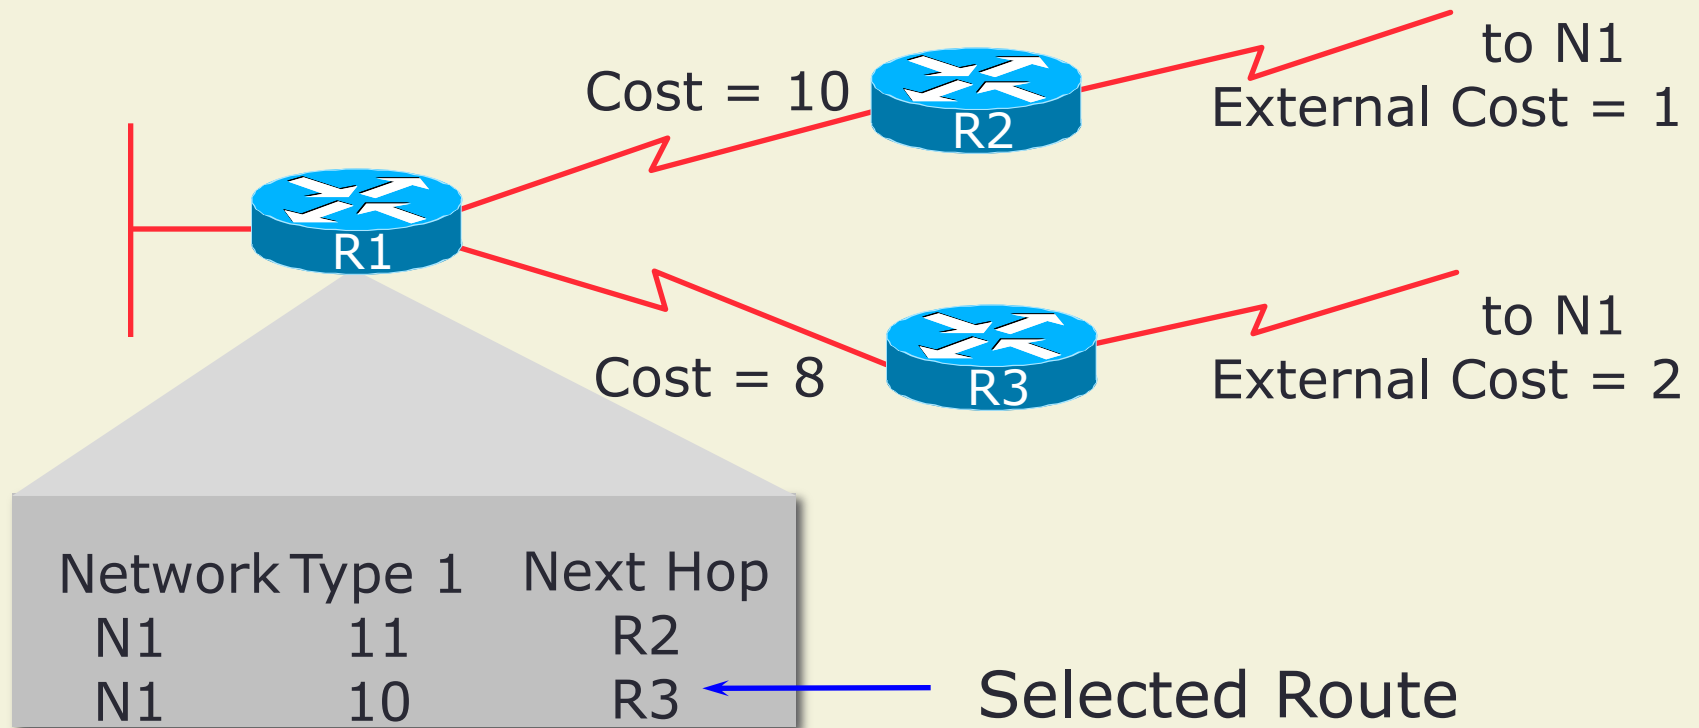 to N1
Cost = 10
External Cost = 1
R2
R1
to N1
Cost = 8
External Cost = 2
R3
Network Type 1 Next Hop
N1 11 R2
N1 10 R3
Selected Route